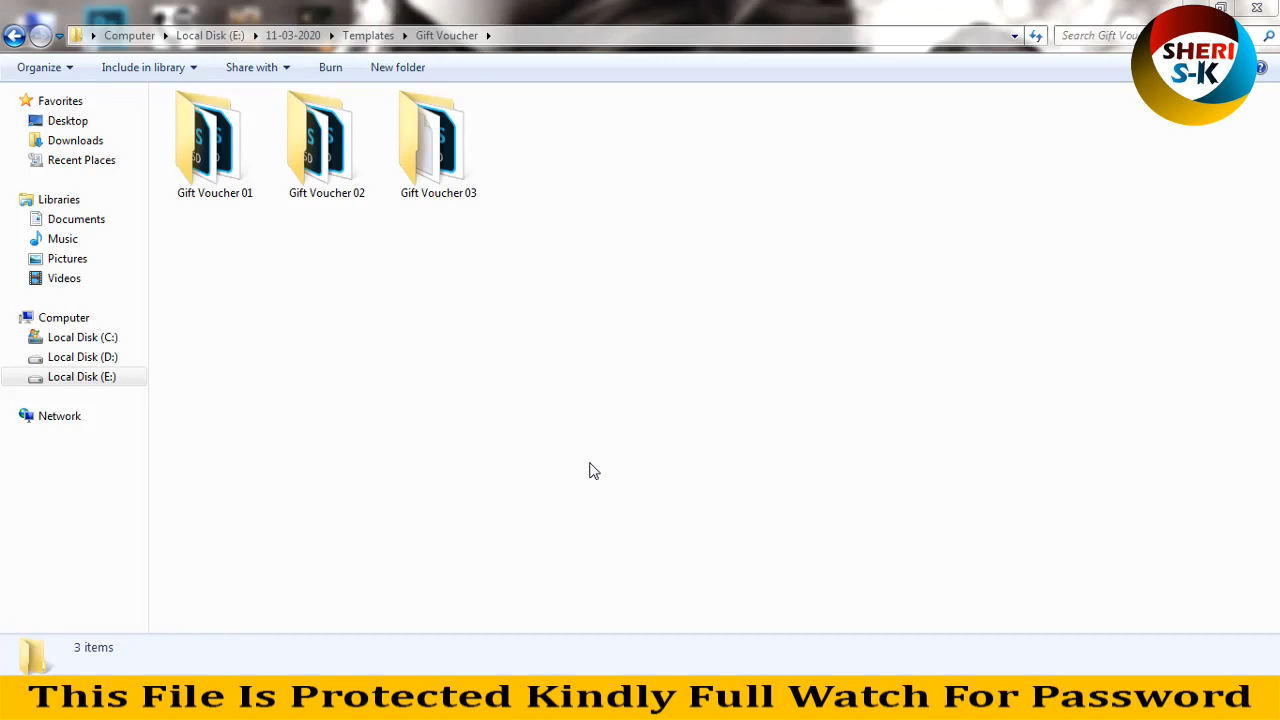 Computer Local Disk (E:) 11-03-2020 Templates Gift Voucher
Search Gift Vou
SHERI
S-K
Organize Include in library Share with Burn New folder
Favorites
Desktop
Downloads
Recent Places
Libraries
Documents
Music
Pictures
Videos
Computer
Local Disk (C:)
Local Disk (D:)
Local Disk (E:)
Network
Gift Voucher 01
Gift Voucher 02
Gift Voucher 03
3 items
This File Is Protected Kindly Full Watch For Password